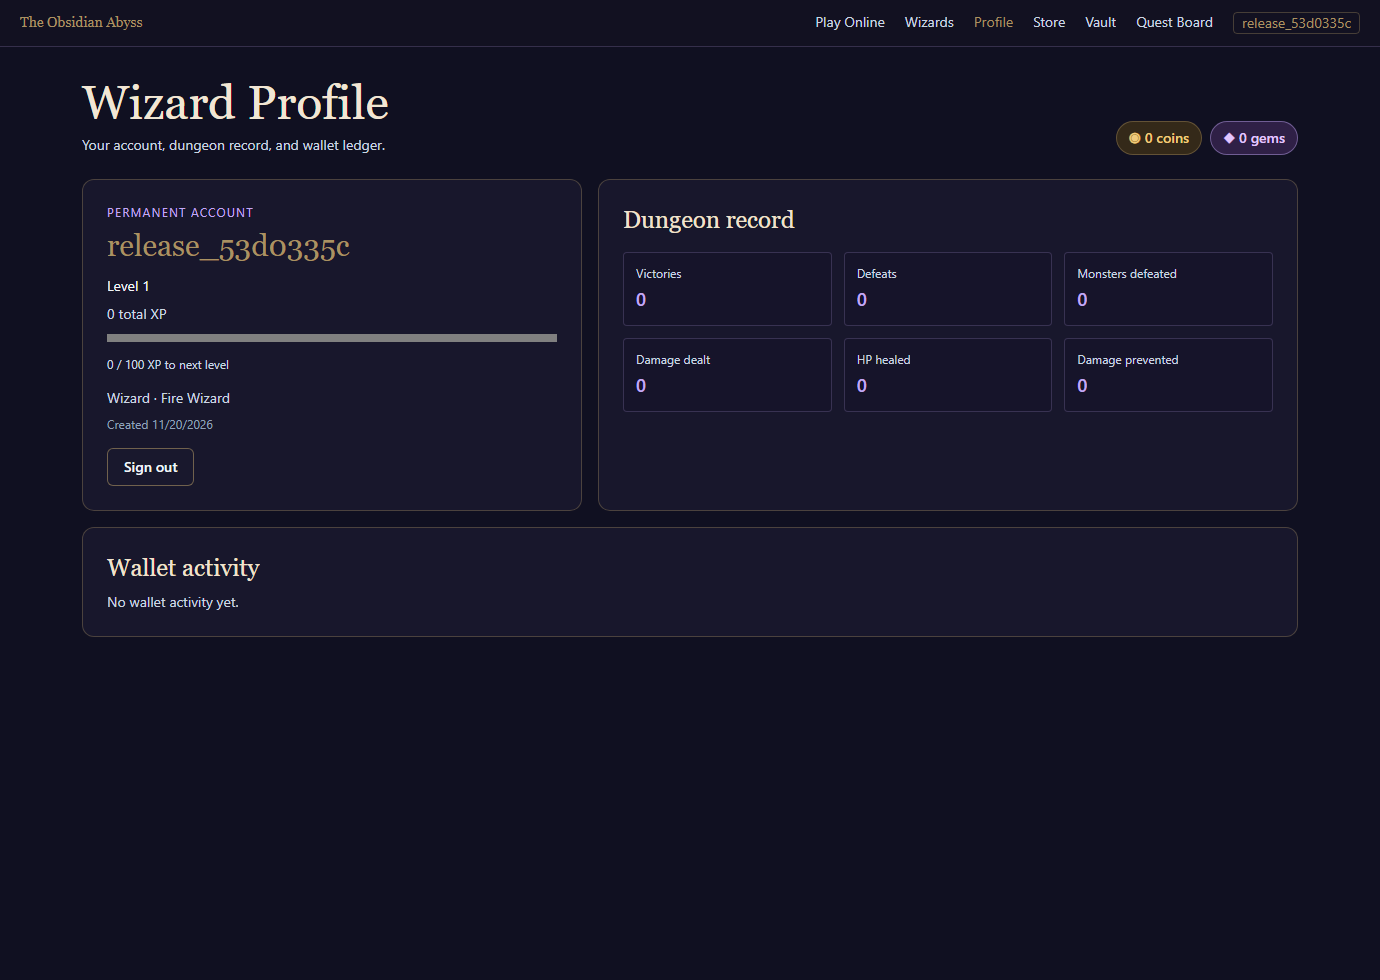 The Obsidian Abyss
Play Online Wizards Profile Store Vault Quest Board release_53d0335c
Wizard Profile
Your account, dungeon record, and wallet ledger.
0 coins 0 gems
PERMANENT ACCOUNT
release_53d0335c
Level 1
0 total XP
0 / 100 XP to next level
Wizard · Fire Wizard
Created 11/20/2026
Sign out
Dungeon record
Victories
0
Defeats
0
Monsters defeated
0
Damage dealt
0
HP healed
0
Damage prevented
0
Wallet activity
No wallet activity yet.